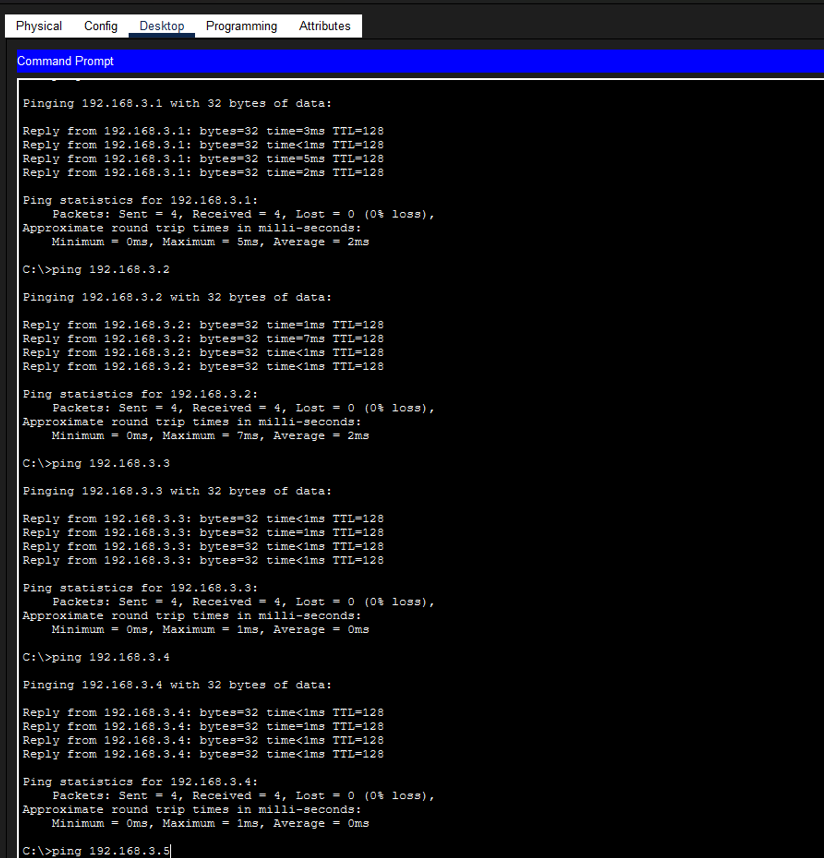 Physical Config Desktop Programming Attributes
Command Prompt
Pinging 192.168.3.1 with 32 bytes of data:
Reply from 192.168.3.1: bytes=32 time=3ms TTL=128
Reply from 192.168.3.1: bytes=32 time<1ms TTL=128
Reply from 192.168.3.1: bytes=32 time=5ms TTL=128
Reply from 192.168.3.1: bytes=32 time=2ms TTL=128
Ping statistics for 192.168.3.1:
    Packets: Sent = 4, Received = 4, Lost = 0 (0% loss),
Approximate round trip times in milli-seconds:
    Minimum = 0ms, Maximum = 5ms, Average = 2ms
C:\>ping 192.168.3.2
Pinging 192.168.3.2 with 32 bytes of data:
Reply from 192.168.3.2: bytes=32 time=1ms TTL=128
Reply from 192.168.3.2: bytes=32 time=7ms TTL=128
Reply from 192.168.3.2: bytes=32 time<1ms TTL=128
Reply from 192.168.3.2: bytes=32 time<1ms TTL=128
Ping statistics for 192.168.3.2:
    Packets: Sent = 4, Received = 4, Lost = 0 (0% loss),
Approximate round trip times in milli-seconds:
    Minimum = 0ms, Maximum = 7ms, Average = 2ms
C:\>ping 192.168.3.3
Pinging 192.168.3.3 with 32 bytes of data:
Reply from 192.168.3.3: bytes=32 time<1ms TTL=128
Reply from 192.168.3.3: bytes=32 time=1ms TTL=128
Reply from 192.168.3.3: bytes=32 time<1ms TTL=128
Reply from 192.168.3.3: bytes=32 time<1ms TTL=128
Ping statistics for 192.168.3.3:
    Packets: Sent = 4, Received = 4, Lost = 0 (0% loss),
Approximate round trip times in milli-seconds:
    Minimum = 0ms, Maximum = 1ms, Average = 0ms
C:\>ping 192.168.3.4
Pinging 192.168.3.4 with 32 bytes of data:
Reply from 192.168.3.4: bytes=32 time<1ms TTL=128
Reply from 192.168.3.4: bytes=32 time=1ms TTL=128
Reply from 192.168.3.4: bytes=32 time<1ms TTL=128
Reply from 192.168.3.4: bytes=32 time<1ms TTL=128
Ping statistics for 192.168.3.4:
    Packets: Sent = 4, Received = 4, Lost = 0 (0% loss),
Approximate round trip times in milli-seconds:
    Minimum = 0ms, Maximum = 1ms, Average = 0ms
C:\>ping 192.168.3.5